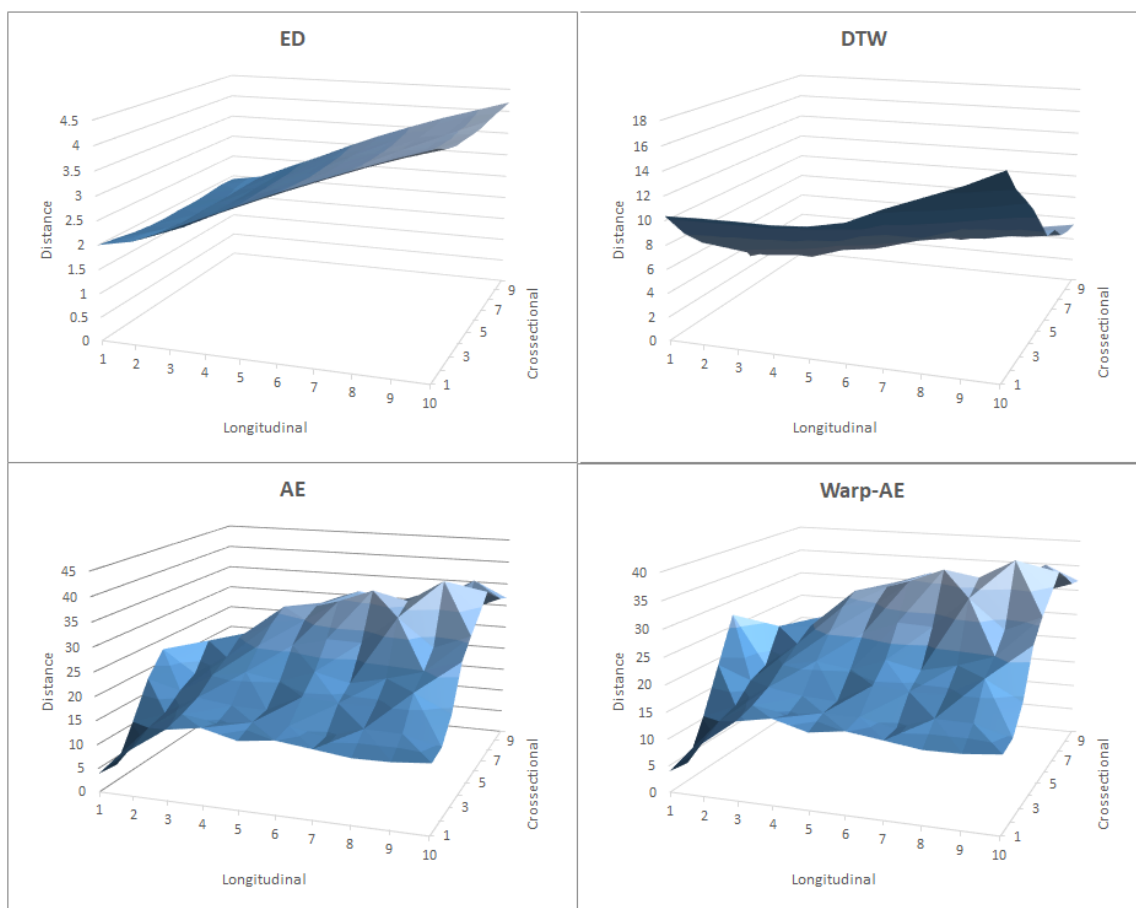 ED
4.5
4
3.5
3
2.5
2
1.5
1
0.5
0
Distance
1 2 3 4 5 6 7 8 9 10
Longitudinal
1 3 5 7 9
Crossectional
DTW
18
16
14
12
10
8
6
4
2
0
Distance
1 2 3 4 5 6 7 8 9 10
Longitudinal
1 3 5 7 9
Crossectional
AE
45
40
35
30
25
20
15
10
5
0
Distance
1 2 3 4 5 6 7 8 9 10
Longitudinal
1 3 5 7 9
Crossectional
Warp-AE
40
35
30
25
20
15
10
5
0
Distance
1 2 3 4 5 6 7 8 9 10
Longitudinal
1 3 5 7 9
Crossectional